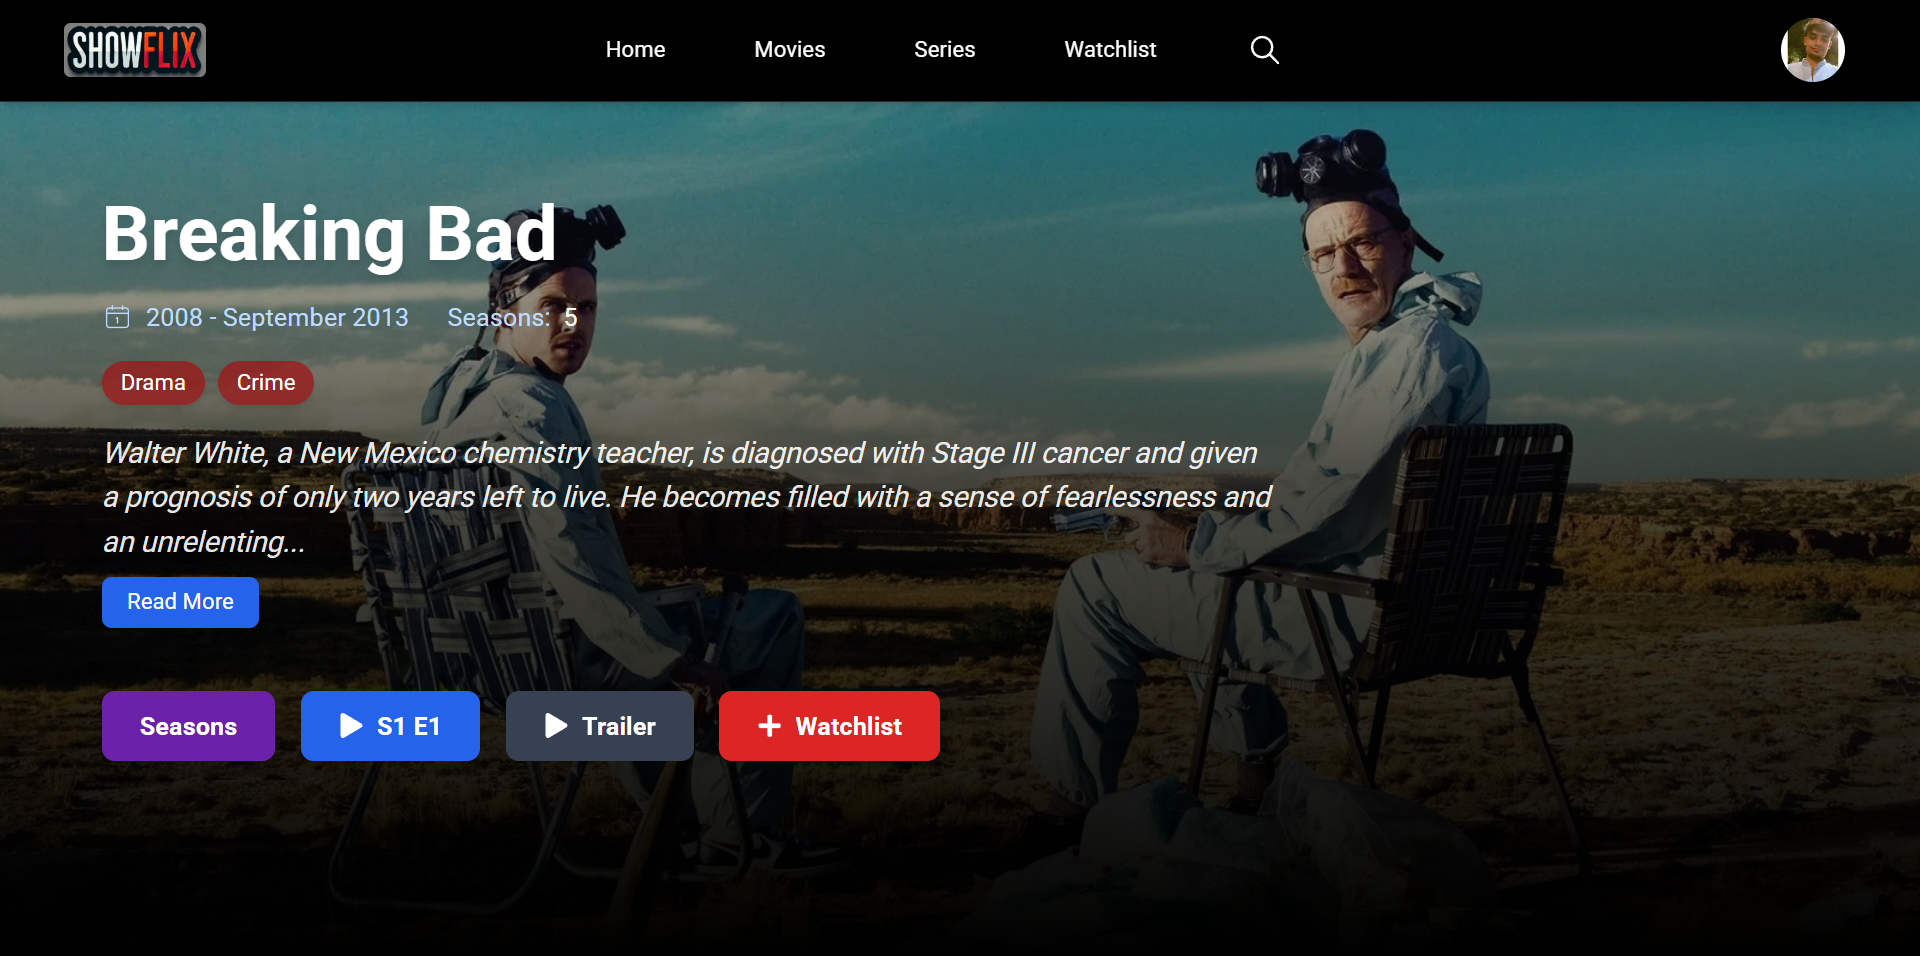 SHOWFLIX
Home Movies Series Watchlist
Breaking Bad
1 2008 - September 2013 Seasons: 5
Drama Crime
Walter White, a New Mexico chemistry teacher, is diagnosed with Stage III cancer and given
a prognosis of only two years left to live. He becomes filled with a sense of fearlessness and
an unrelenting...
Read More
Seasons S1 E1 Trailer Watchlist